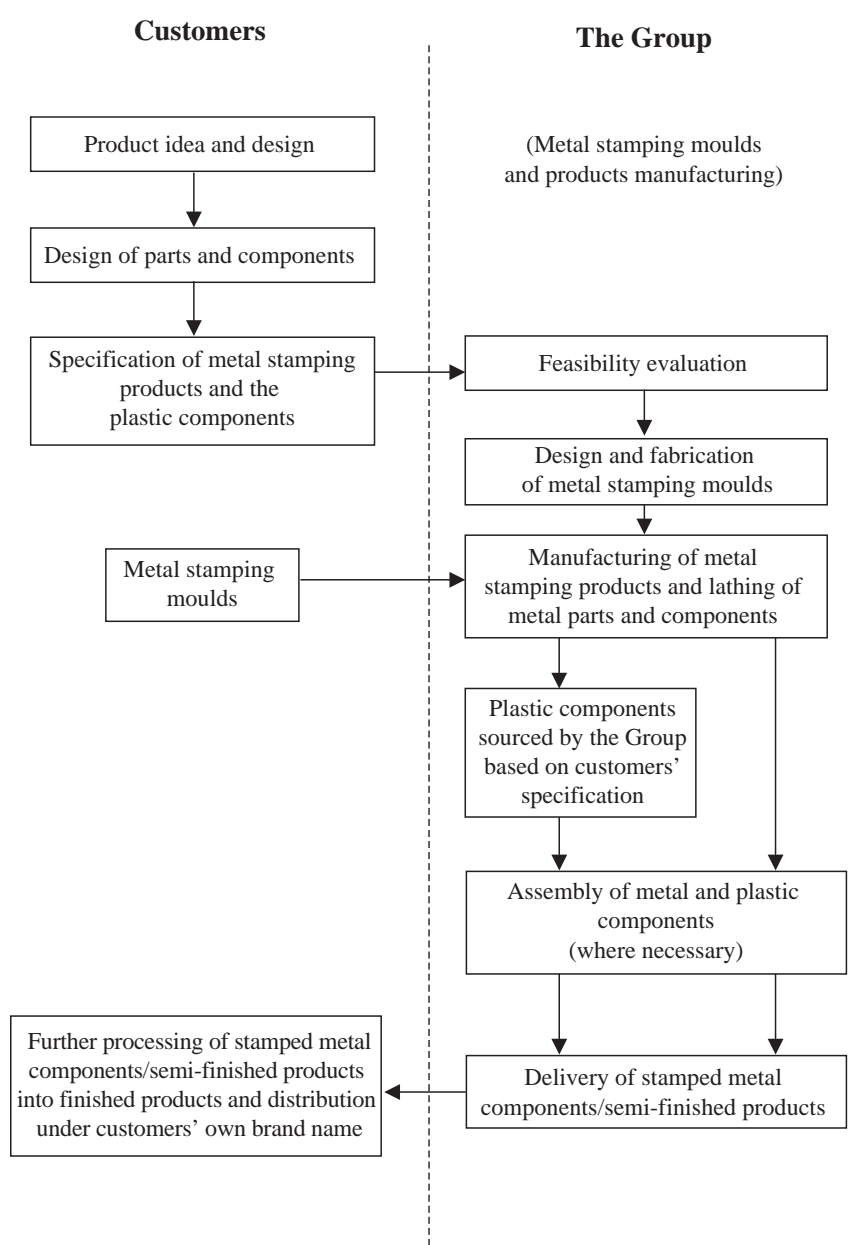 Customers
The Group
Product idea and design
(Metal stamping moulds
and products manufacturing)
Design of parts and components
Specification of metal stamping
products and the
plastic components
Feasibility evaluation
Design and fabrication
of metal stamping moulds
Metal stamping
moulds
Manufacturing of metal
stamping products and lathing of
metal parts and components
Plastic components
sourced by the Group
based on customers’
specification
Assembly of metal and plastic
components
(where necessary)
Further processing of stamped metal
components/semi-finished products
into finished products and distribution
under customers’ own brand name
Delivery of stamped metal
components/semi-finished products